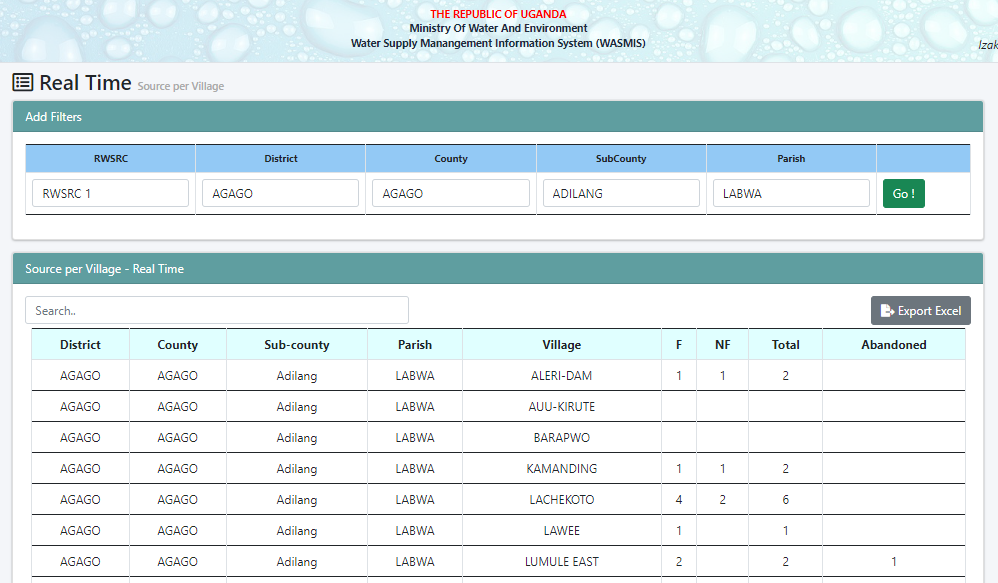 THE REPUBLIC OF UGANDA
Ministry Of Water And Environment
Water Supply Manangement Information System (WASMIS)
Izak
Real Time Source per Village
Add Filters
RWSRC District County SubCounty Parish
RWSRC 1 AGAGO AGAGO ADILANG LABWA Go !
Source per Village - Real Time
Search.. Export Excel
District County Sub-county Parish Village F NF Total Abandoned
AGAGO AGAGO Adilang LABWA ALERI-DAM 1 1 2
AGAGO AGAGO Adilang LABWA AUU-KIRUTE
AGAGO AGAGO Adilang LABWA BARAPWO
AGAGO AGAGO Adilang LABWA KAMANDING 1 1 2
AGAGO AGAGO Adilang LABWA LACHEKOTO 4 2 6
AGAGO AGAGO Adilang LABWA LAWEE 1 1
AGAGO AGAGO Adilang LABWA LUMULE EAST 2 2 1